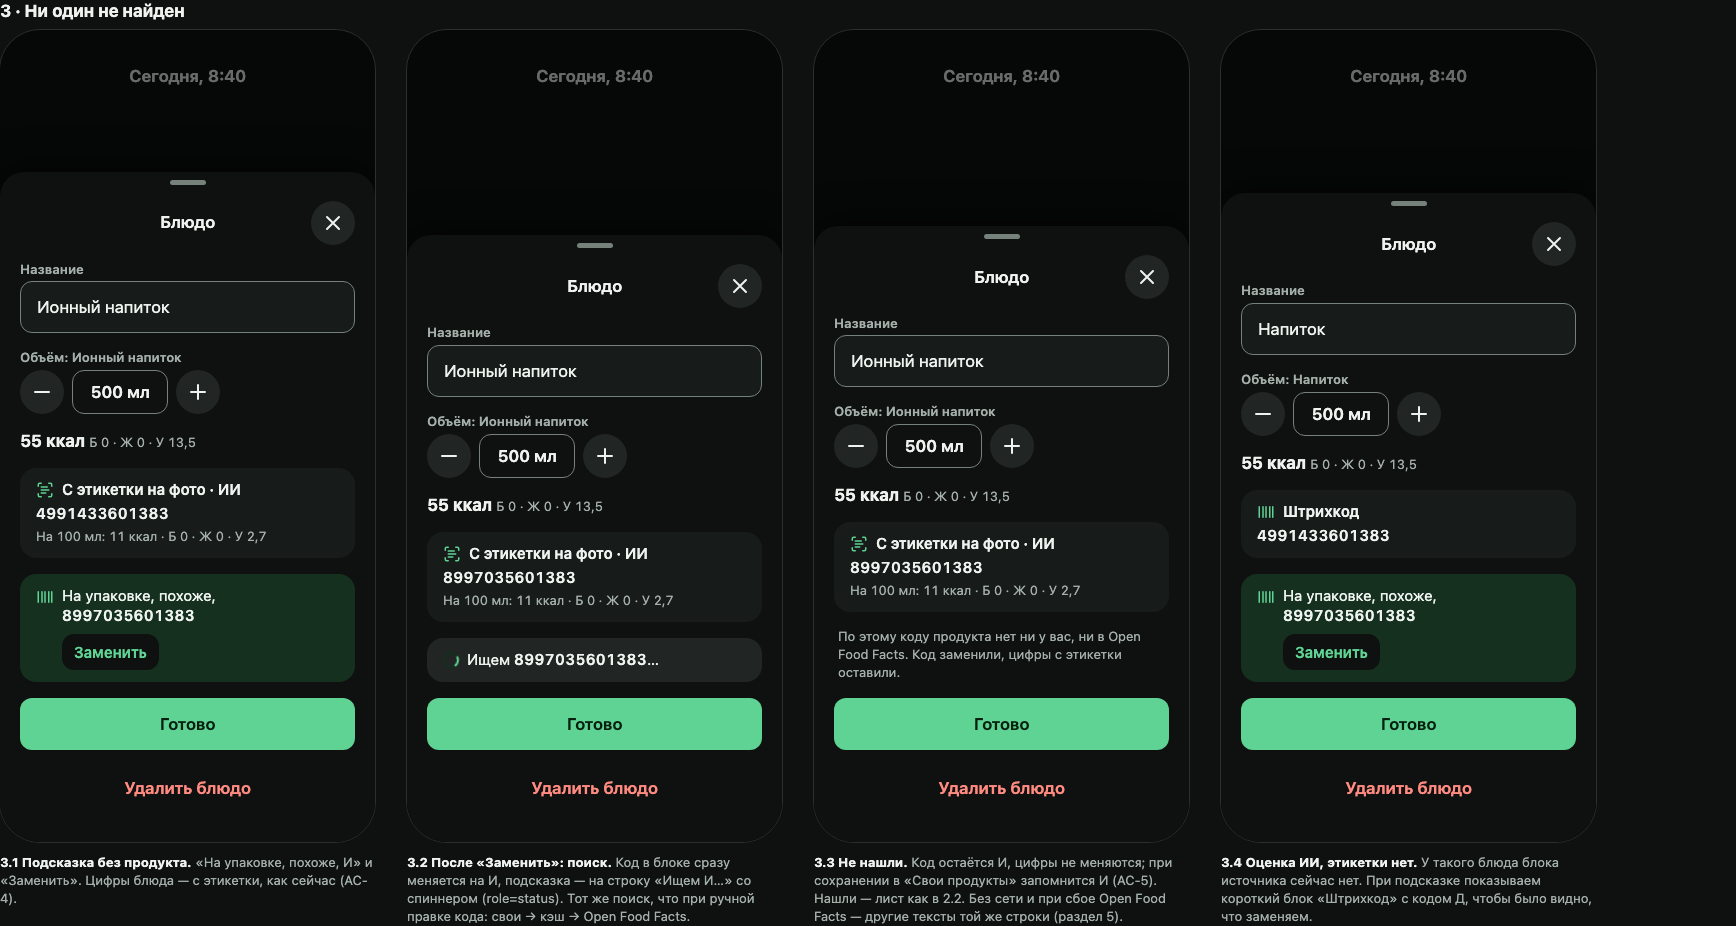 3 · Ни один не найден
Сегодня, 8:40
Блюдо
Название
Ионный напиток
Объём: Ионный напиток
500 мл
55 ккал Б 0 · Ж 0 · У 13,5
С этикетки на фото · ИИ
4991433601383
На 100 мл: 11 ккал · Б 0 · Ж 0 · У 2,7
На упаковке, похоже,
8997035601383
Заменить
Готово
Удалить блюдо
3.1 Подсказка без продукта. «На упаковке, похоже, И» и
«Заменить». Цифры блюда — с этикетки, как сейчас (AC-
4).
Сегодня, 8:40
Блюдо
Название
Ионный напиток
Объём: Ионный напиток
500 мл
55 ккал Б 0 · Ж 0 · У 13,5
С этикетки на фото · ИИ
8997035601383
На 100 мл: 11 ккал · Б 0 · Ж 0 · У 2,7
Ищем 8997035601383...
Готово
Удалить блюдо
3.2 После «Заменить»: поиск. Код в блоке сразу
меняется на И, подсказка — на строку «Ищем И...» со
спиннером (role=status). Тот же поиск, что при ручной
правке кода: свои → кэш → Open Food Facts.
Сегодня, 8:40
Блюдо
Название
Ионный напиток
Объём: Ионный напиток
500 мл
55 ккал Б 0 · Ж 0 · У 13,5
С этикетки на фото · ИИ
8997035601383
На 100 мл: 11 ккал · Б 0 · Ж 0 · У 2,7
По этому коду продукта нет ни у вас, ни в Open
Food Facts. Код заменили, цифры с этикетки
оставили.
Готово
Удалить блюдо
3.3 Не нашли. Код остаётся И, цифры не меняются; при
сохранении в «Свои продукты» запомнится И (AC-5).
Нашли — лист как в 2.2. Без сети и при сбое Open Food
Facts — другие тексты той же строки (раздел 5).
Сегодня, 8:40
Блюдо
Название
Напиток
Объём: Напиток
500 мл
55 ккал Б 0 · Ж 0 · У 13,5
Штрихкод
4991433601383
На упаковке, похоже,
8997035601383
Заменить
Готово
Удалить блюдо
3.4 Оценка ИИ, этикетки нет. У такого блюда блока
источника сейчас нет. При подсказке показываем
короткий блок «Штрихкод» с кодом Д, чтобы было видно,
что заменяем.